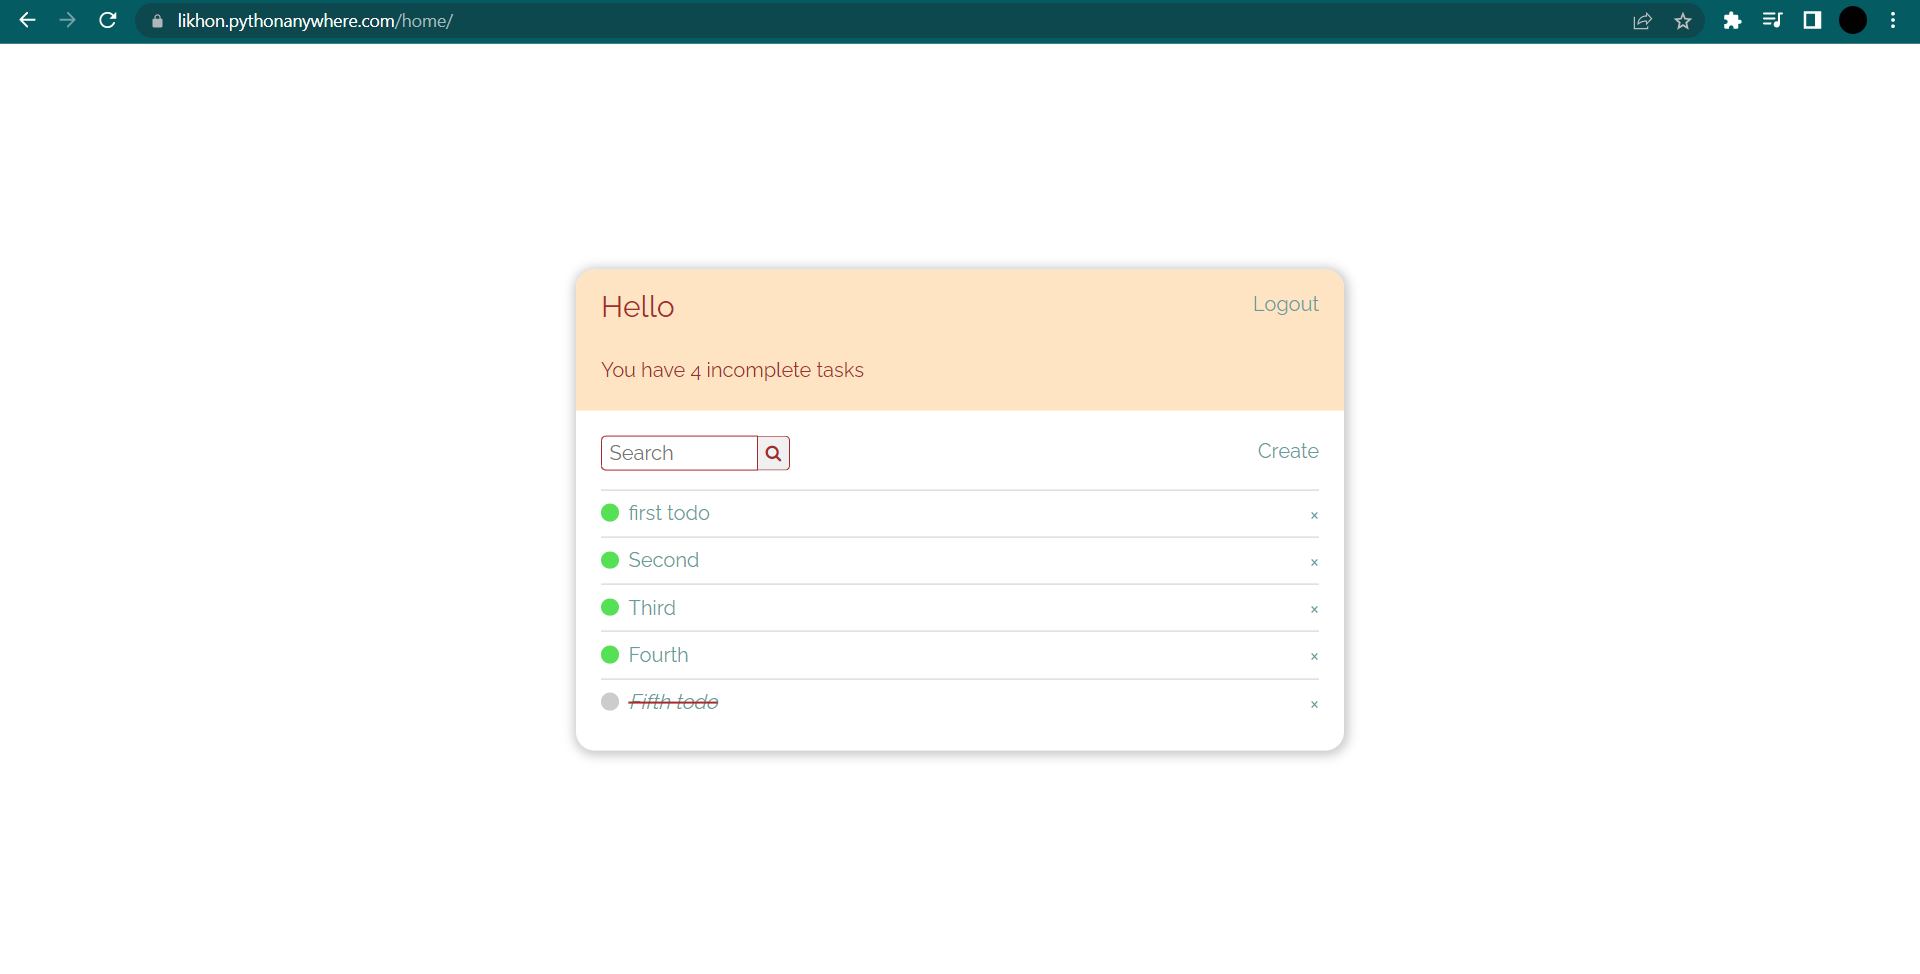 likhon.pythonanywhere.com/home/
Hello
Logout
You have 4 incomplete tasks
Search
Create
first todo ×
Second ×
Third ×
Fourth ×
Fifth todo ×